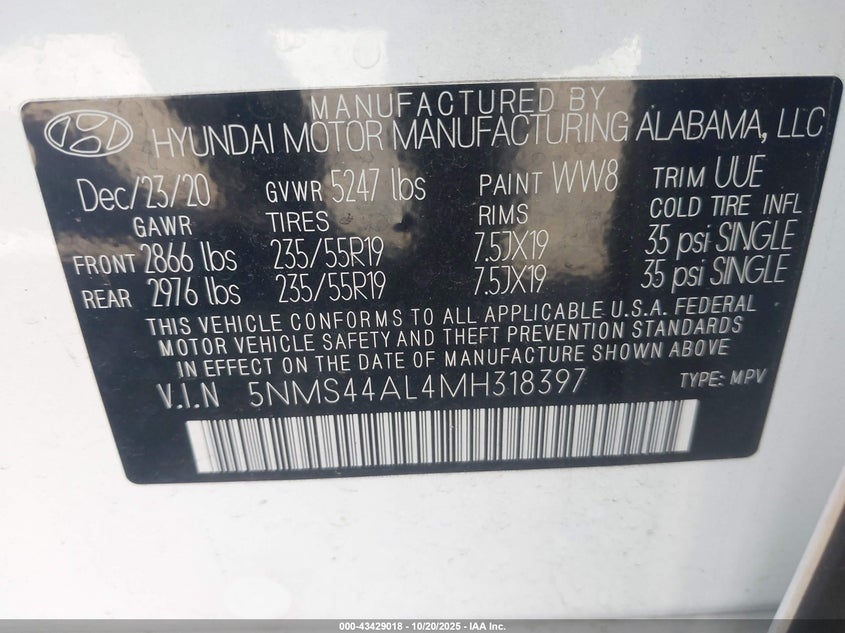 MANUFACTURED BY
HYUNDAI MOTOR MANUFACTURING ALABAMA, LLC
Dec/23/20 GVWR 5247 lbs PAINT WW8 TRIM UUE
GAWR TIRES RIMS COLD TIRE INFL
FRONT 2866 lbs 235/55R19 7.5JX19 35 psi SINGLE
REAR 2976 lbs 235/55R19 7.5JX19 35 psi SINGLE
THIS VEHICLE CONFORMS TO ALL APPLICABLE U.S.A. FEDERAL
MOTOR VEHICLE SAFETY AND THEFT PREVENTION STANDARDS
IN EFFECT ON THE DATE OF MANUFACTURE SHOWN ABOVE.
V.I.N 5NMS44AL4MH318397 TYPE: MPV
000-43429018 - 10/20/2025 - IAA Inc.